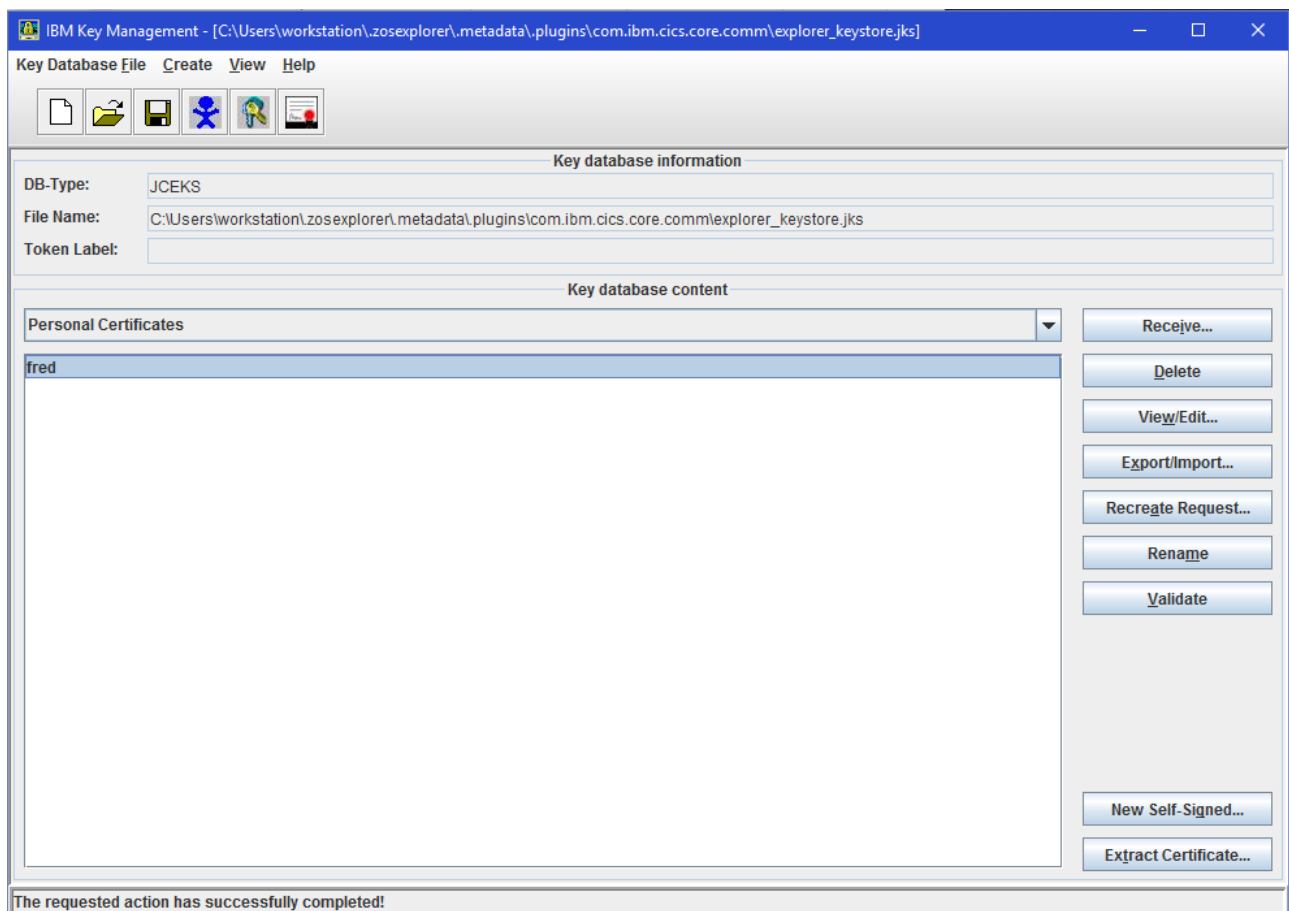 IBM Key Management - [C:\Users\workstation\.zosexplorer\.metadata\.plugins\com.ibm.cics.core.comm\explorer_keystore.jks]
Key Database File Create View Help
Key database information
DB-Type: JCEKS
File Name: C:\Users\workstation\.zosexplorer\.metadata\.plugins\com.ibm.cics.core.comm\explorer_keystore.jks
Token Label:
Key database content
Personal Certificates
Receive...
fred
Delete
View/Edit...
Export/Import...
Recreate Request...
Rename
Validate
New Self-Signed...
Extract Certificate...
The requested action has successfully completed!